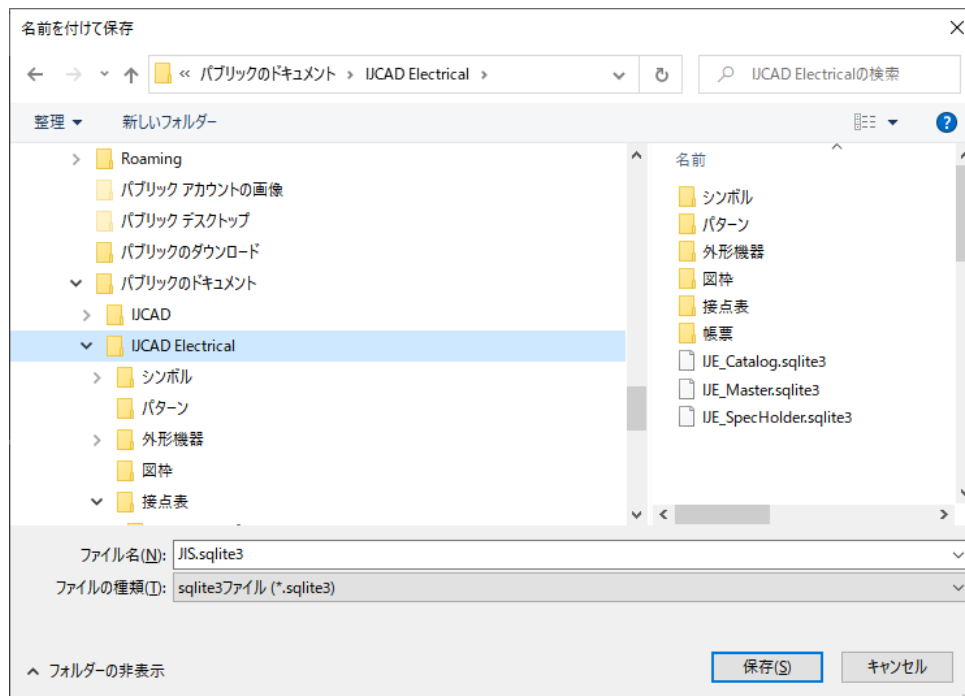 名前を付けて保存
« パブリックのドキュメント › IJCAD Electrical ›
IJCAD Electricalの検索
整理 新しいフォルダー
Roaming
パブリック アカウントの画像
パブリック デスクトップ
パブリックのダウンロード
パブリックのドキュメント
IJCAD
IJCAD Electrical
シンボル
パターン
外形機器
図枠
接点表
名前
シンボル
パターン
外形機器
図枠
接点表
帳票
IJE_Catalog.sqlite3
IJE_Master.sqlite3
IJE_SpecHolder.sqlite3
ファイル名(N): JIS.sqlite3
ファイルの種類(T): sqlite3ファイル (*.sqlite3)
フォルダーの非表示
保存(S) キャンセル